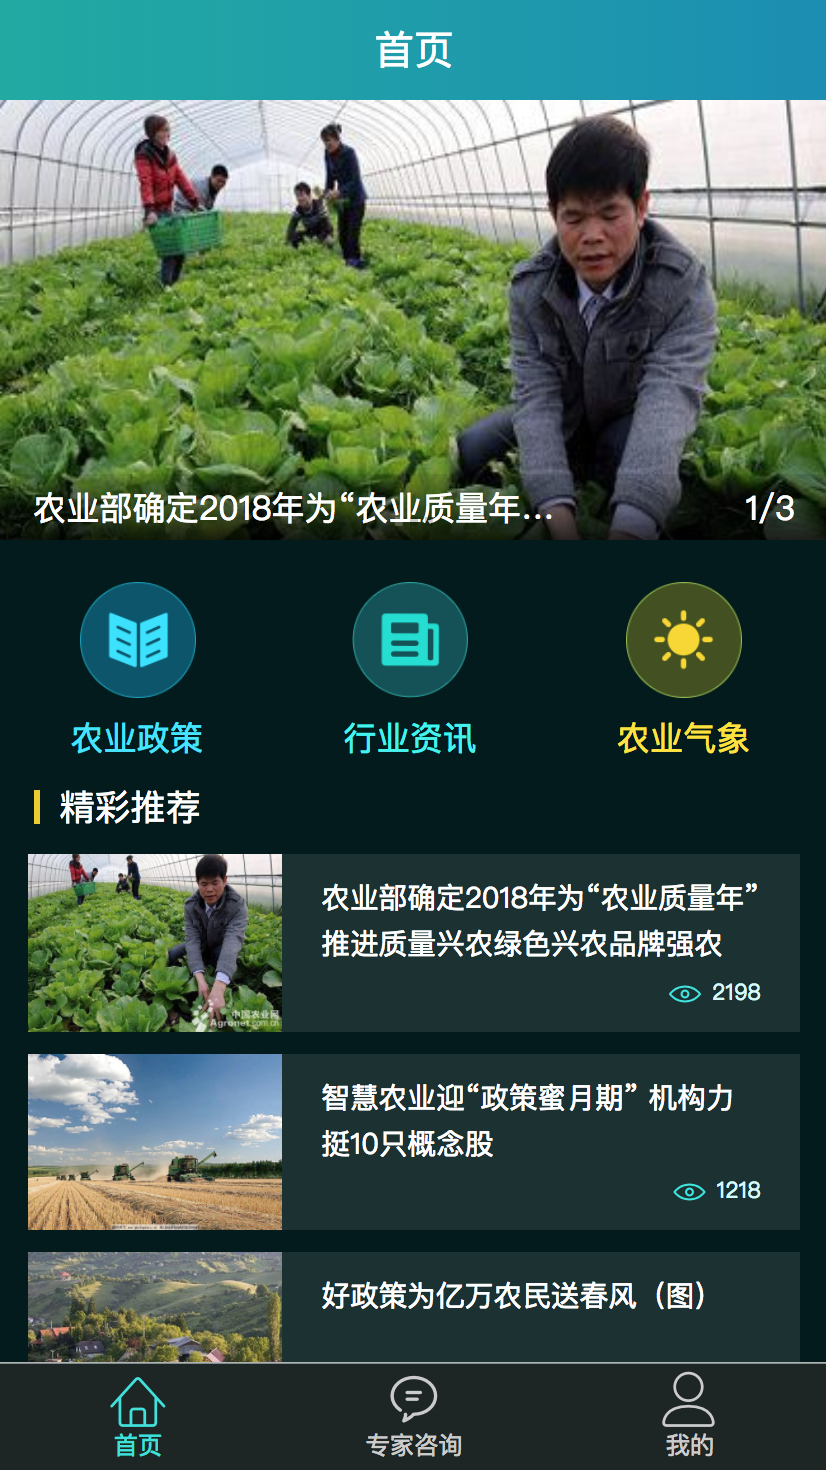 首页
农业部确定2018年为“农业质量年...
1/3
农业政策
行业资讯
农业气象
精彩推荐
农业部确定2018年为“农业质量年”
推进质量兴农绿色兴农品牌强农
2198
中国农业网
Agronet.com.cn
智慧农业迎“政策蜜月期” 机构力
挺10只概念股
1218
好政策为亿万农民送春风（图）
首页
专家咨询
我的